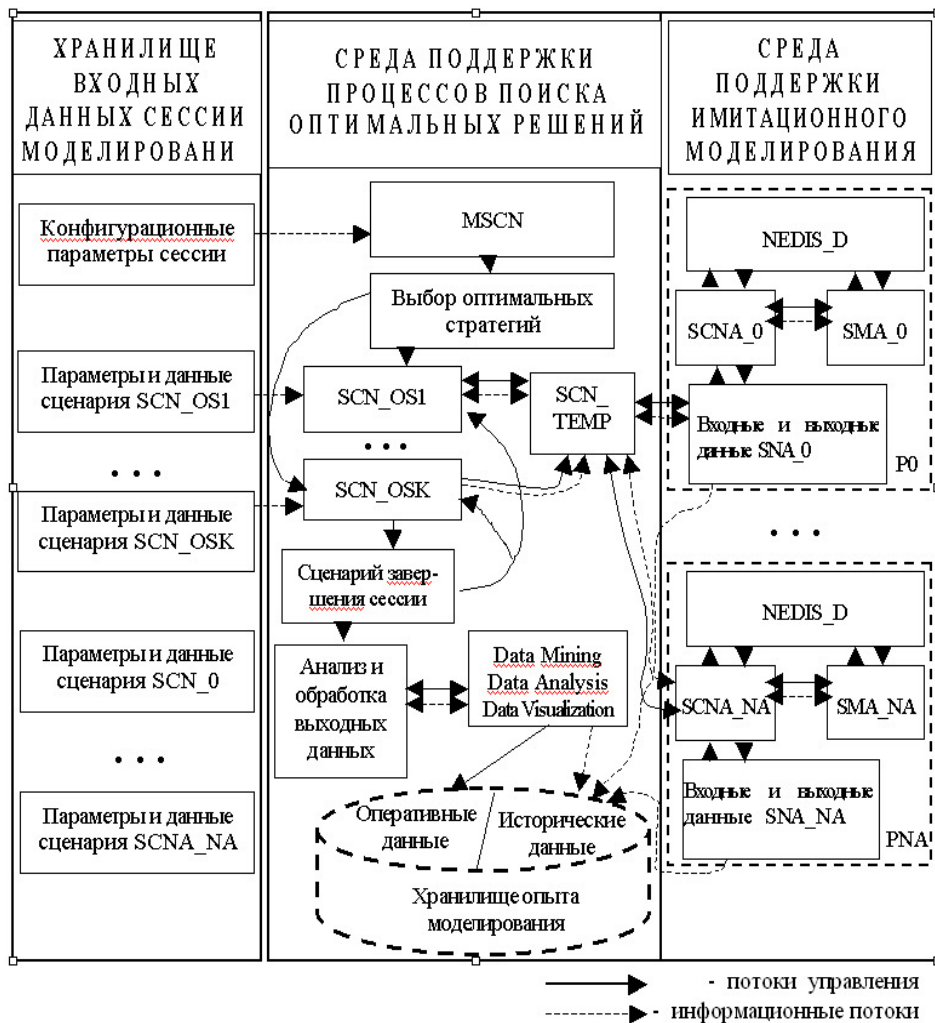 ХРАНИЛИЩЕ
ВХОДНЫХ
ДАННЫХ СЕССИИ
МОДЕЛИРОВАНИ
Конфигурационные
параметры сессии
Параметры и данные
сценария SCN_OS1
• • •
Параметры и данные
сценария SCN_OSK
Параметры и данные
сценария SCN_0
• • •
Параметры и данные
сценария SCNA_NA
СРЕДА ПОДДЕРЖКИ
ПРОЦЕССОВ ПОИСКА
ОПТИМАЛЬНЫХ РЕШЕНИЙ
MSCN
Выбор оптимальных
стратегий
SCN_OS1
SCN_
TEMP
• • •
SCN_OSK
Сценарий завер-
шения сессии
Анализ и
обработка
выходных
данных
Data Mining
Data Analysis
Data Visualization
Оперативные
данные
Исторические
данные
Хранилище опыта
моделирования
СРЕДА
ПОДДЕРЖКИ
ИМИТАЦИОННОГО
МОДЕЛИРОВАНИЯ
NEDIS_D
SCNA_0
SMA_0
Входные и выходные
данные SNA_0
P0
• • •
NEDIS_D
SCNA_NA
SMA_NA
Входные и выходные
данные SNA_NA
PNA
- потоки управления
- информационные потоки